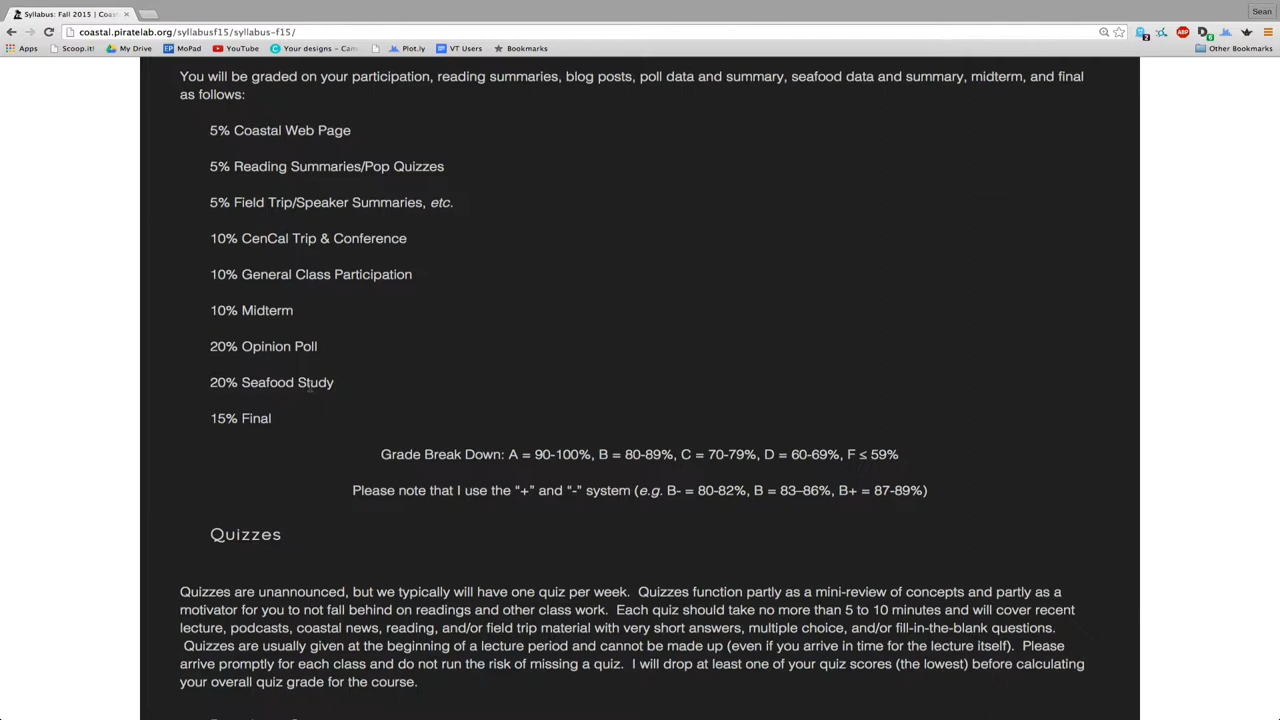 Syllabus: Fall 2015 | Coast
Sean
coastal.piratelab.org/syllabusf15/syllabus-f15/
Apps Scoop.it! My Drive MoPad YouTube Your designs - Can Plot.ly VT Users Bookmarks Other Bookmarks
You will be graded on your participation, reading summaries, blog posts, poll data and summary, seafood data and summary, midterm, and final
as follows:
5% Coastal Web Page
5% Reading Summaries/Pop Quizzes
5% Field Trip/Speaker Summaries, etc.
10% CenCal Trip & Conference
10% General Class Participation
10% Midterm
20% Opinion Poll
20% Seafood Study
15% Final
Grade Break Down: A = 90-100%, B = 80-89%, C = 70-79%, D = 60-69%, F ≤ 59%
Please note that I use the “+” and “-” system (e.g. B- = 80-82%, B = 83–86%, B+ = 87-89%)
Quizzes
Quizzes are unannounced, but we typically will have one quiz per week.  Quizzes function partly as a mini-review of concepts and partly as a
motivator for you to not fall behind on readings and other class work.  Each quiz should take no more than 5 to 10 minutes and will cover recent
lecture, podcasts, coastal news, reading, and/or field trip material with very short answers, multiple choice, and/or fill-in-the-blank questions.
Quizzes are usually given at the beginning of a lecture period and cannot be made up (even if you arrive in time for the lecture itself).  Please
arrive promptly for each class and do not run the risk of missing a quiz.  I will drop at least one of your quiz scores (the lowest) before calculating
your overall quiz grade for the course.